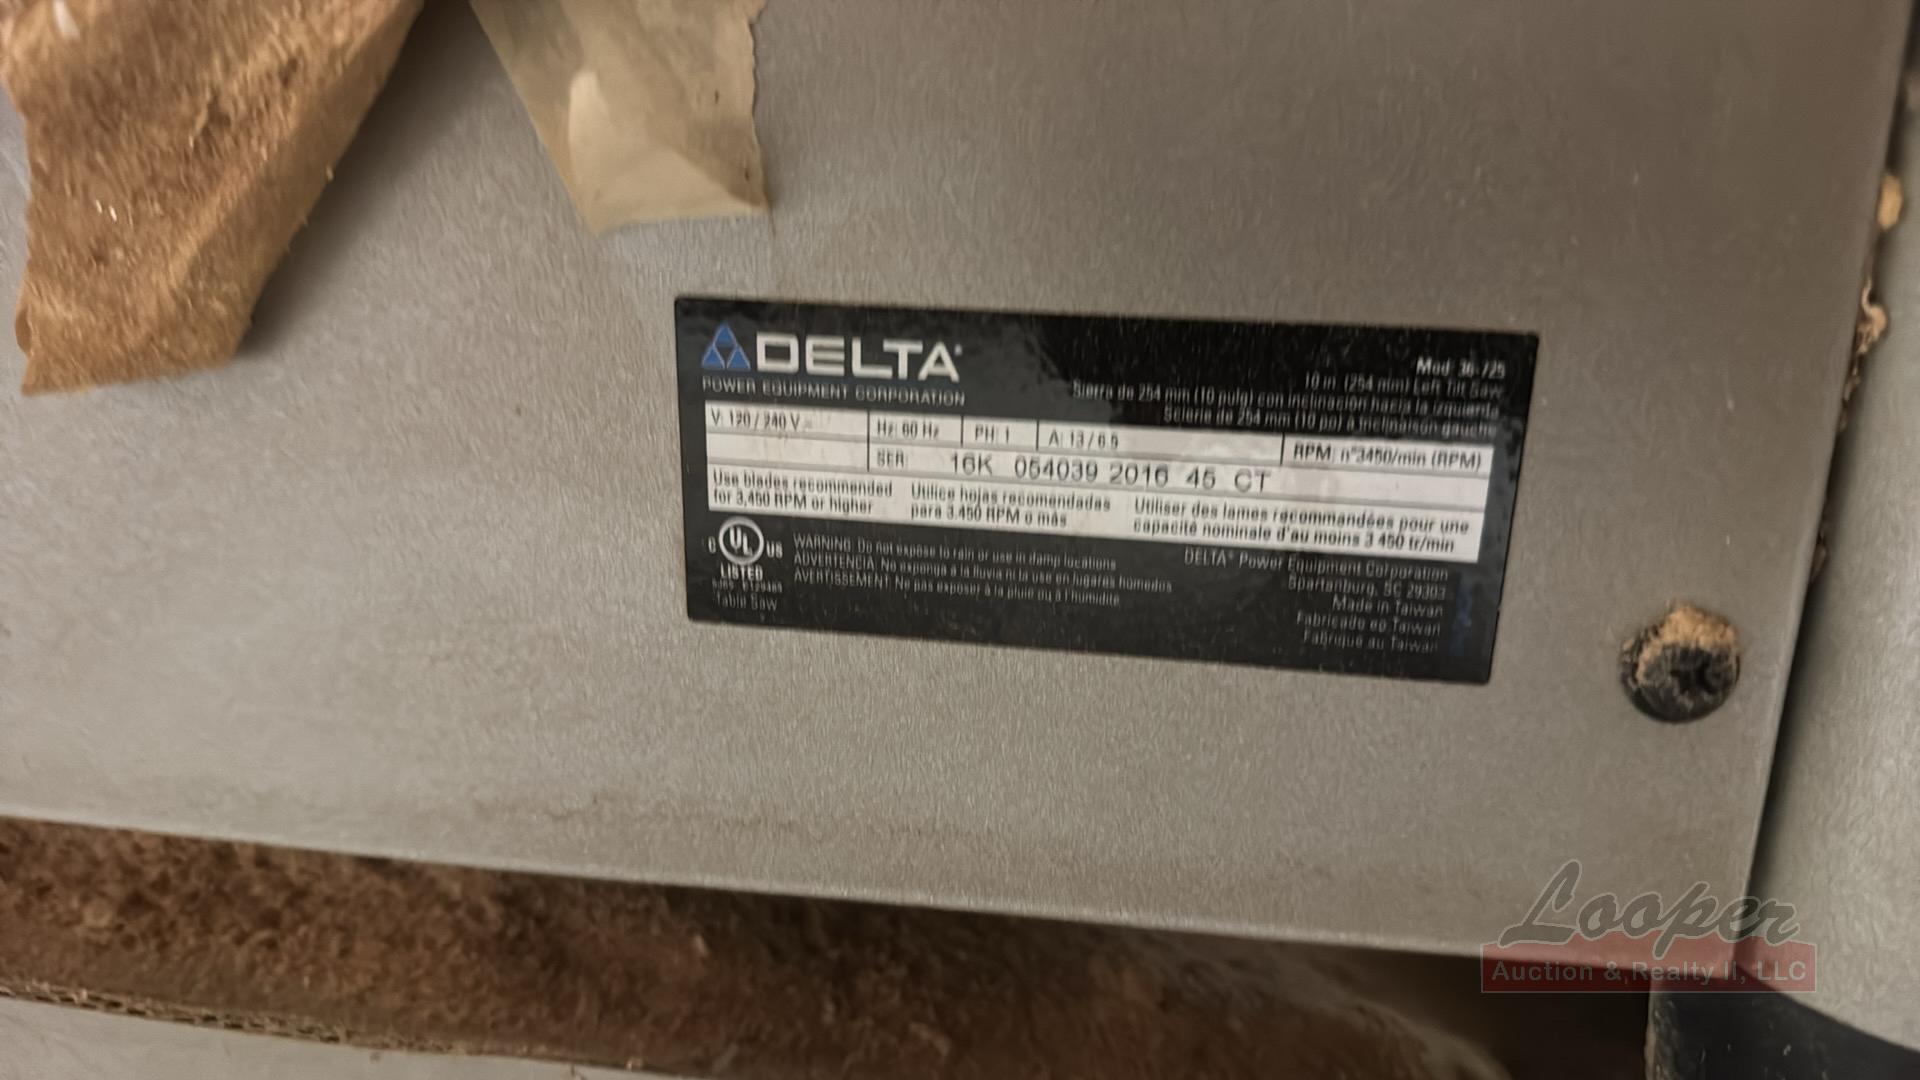 DELTA
POWER EQUIPMENT CORPORATION
Mod 36-725
10 in. (254 mm) Left Tilt Saw
Sierra de 254 mm (10 pulg) con inclinación hacia la izquierda
Scierie de 254 mm (10 po) à inclinaison gauche
V: 120 / 240 V Hz: 60 Hz PH: 1 A: 13 / 6.5 RPM: n°3450/min (RPM)
SER: 16K 054039 2016 45 CT
Use blades recommended
for 3,450 RPM or higher
Utilice hojas recomendadas
para 3.450 RPM o más
Utiliser des lames recommandées pour une
capacité nominale d'au moins 3 450 tr/min
C UL US
LISTED
Table Saw
WARNING: Do not expose to rain or use in damp locations
ADVERTENCIA: No exponga a la lluvia ni la use en lugares humedos
AVERTISSEMENT: Ne pas exposer à la pluie ou à l'humidité
DELTA® Power Equipment Corporation
Spartanburg, SC 29303
Made in Taiwan
Fabricado en Taiwan
Fabriqué au Taiwan
Looper
Auction & Realty II, LLC